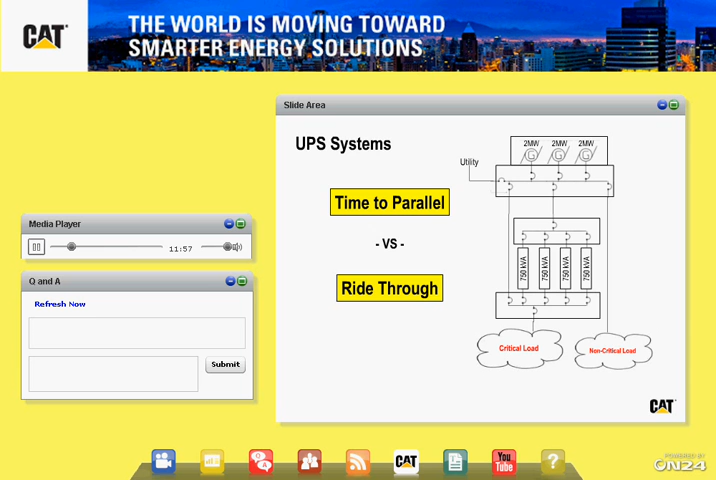 CAT
THE WORLD IS MOVING TOWARD
SMARTER ENERGY SOLUTIONS
Slide Area
UPS Systems
Time to Parallel
- VS -
Ride Through
2MW 2MW 2MW
G G G
Utility
750 kVA 750 kVA 750 kVA 750 kVA
Critical Load
Non-Critical Load
CAT
Media Player
11:57
Q and A
Refresh Now
Submit
Q A
CAT
You
Tube
?
POWERED BY
ON24